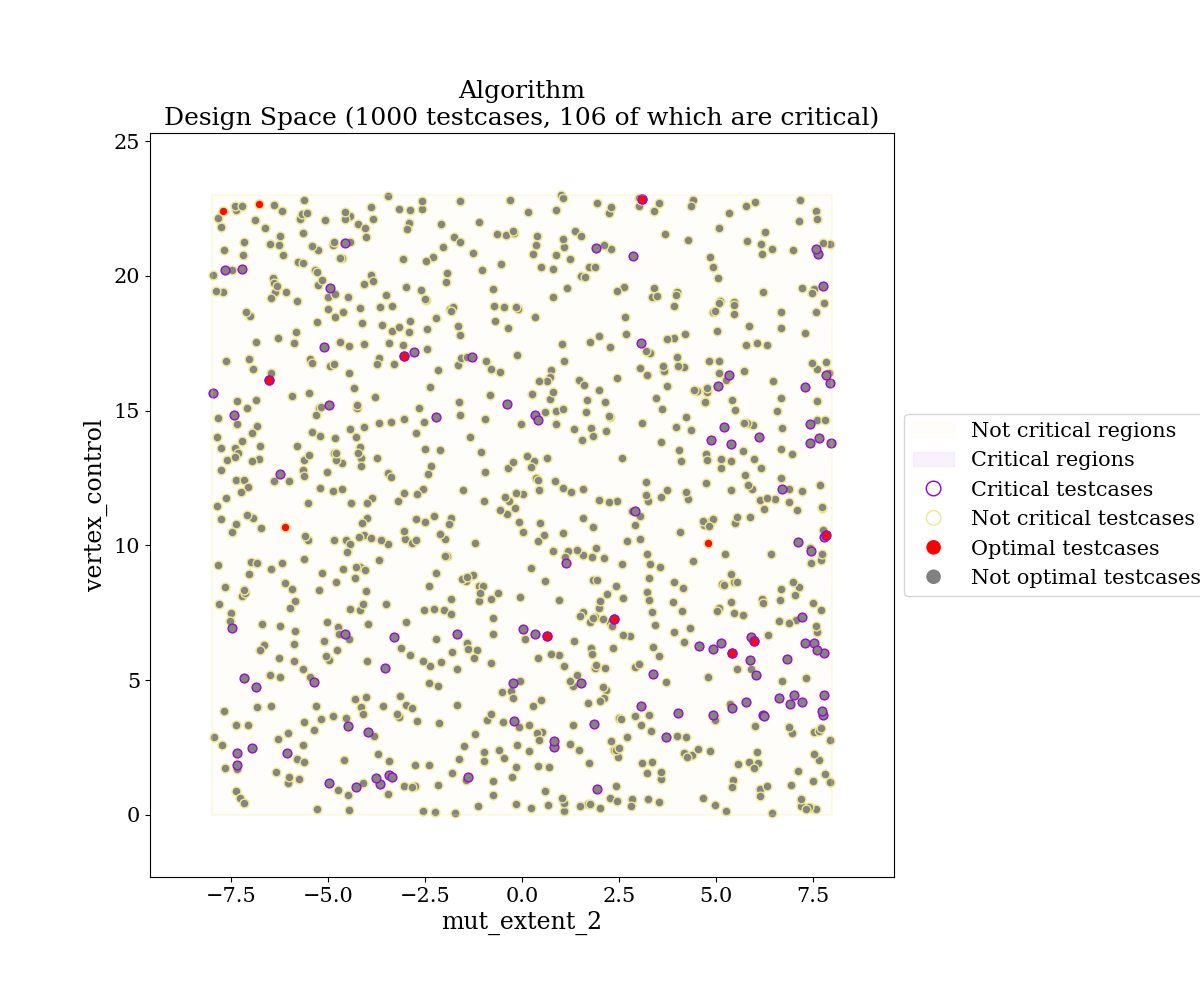 Algorithm
Design Space (1000 testcases, 106 of which are critical)
25
20
15
10
5
0
vertex_control
−7.5
−5.0
−2.5
0.0
2.5
5.0
7.5
mut_extent_2
Not critical regions
Critical regions
Critical testcases
Not critical testcases
Optimal testcases
Not optimal testcases